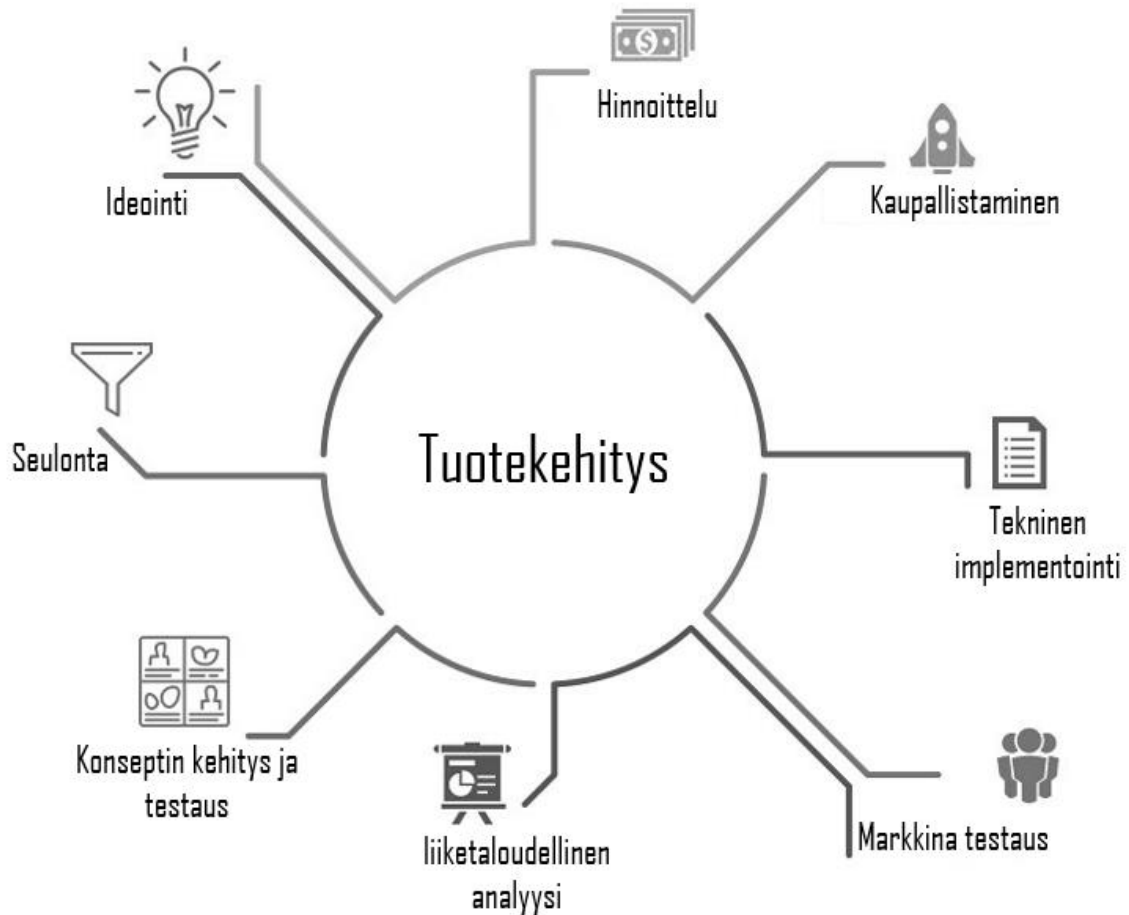 Hinnoittelu
Ideointi
Kaupallistaminen
Seulonta
Tuotekehitys
Tekninen
implementointi
Konseptin kehitys ja
testaus
liiketaloudellinen
analyysi
Markkina testaus